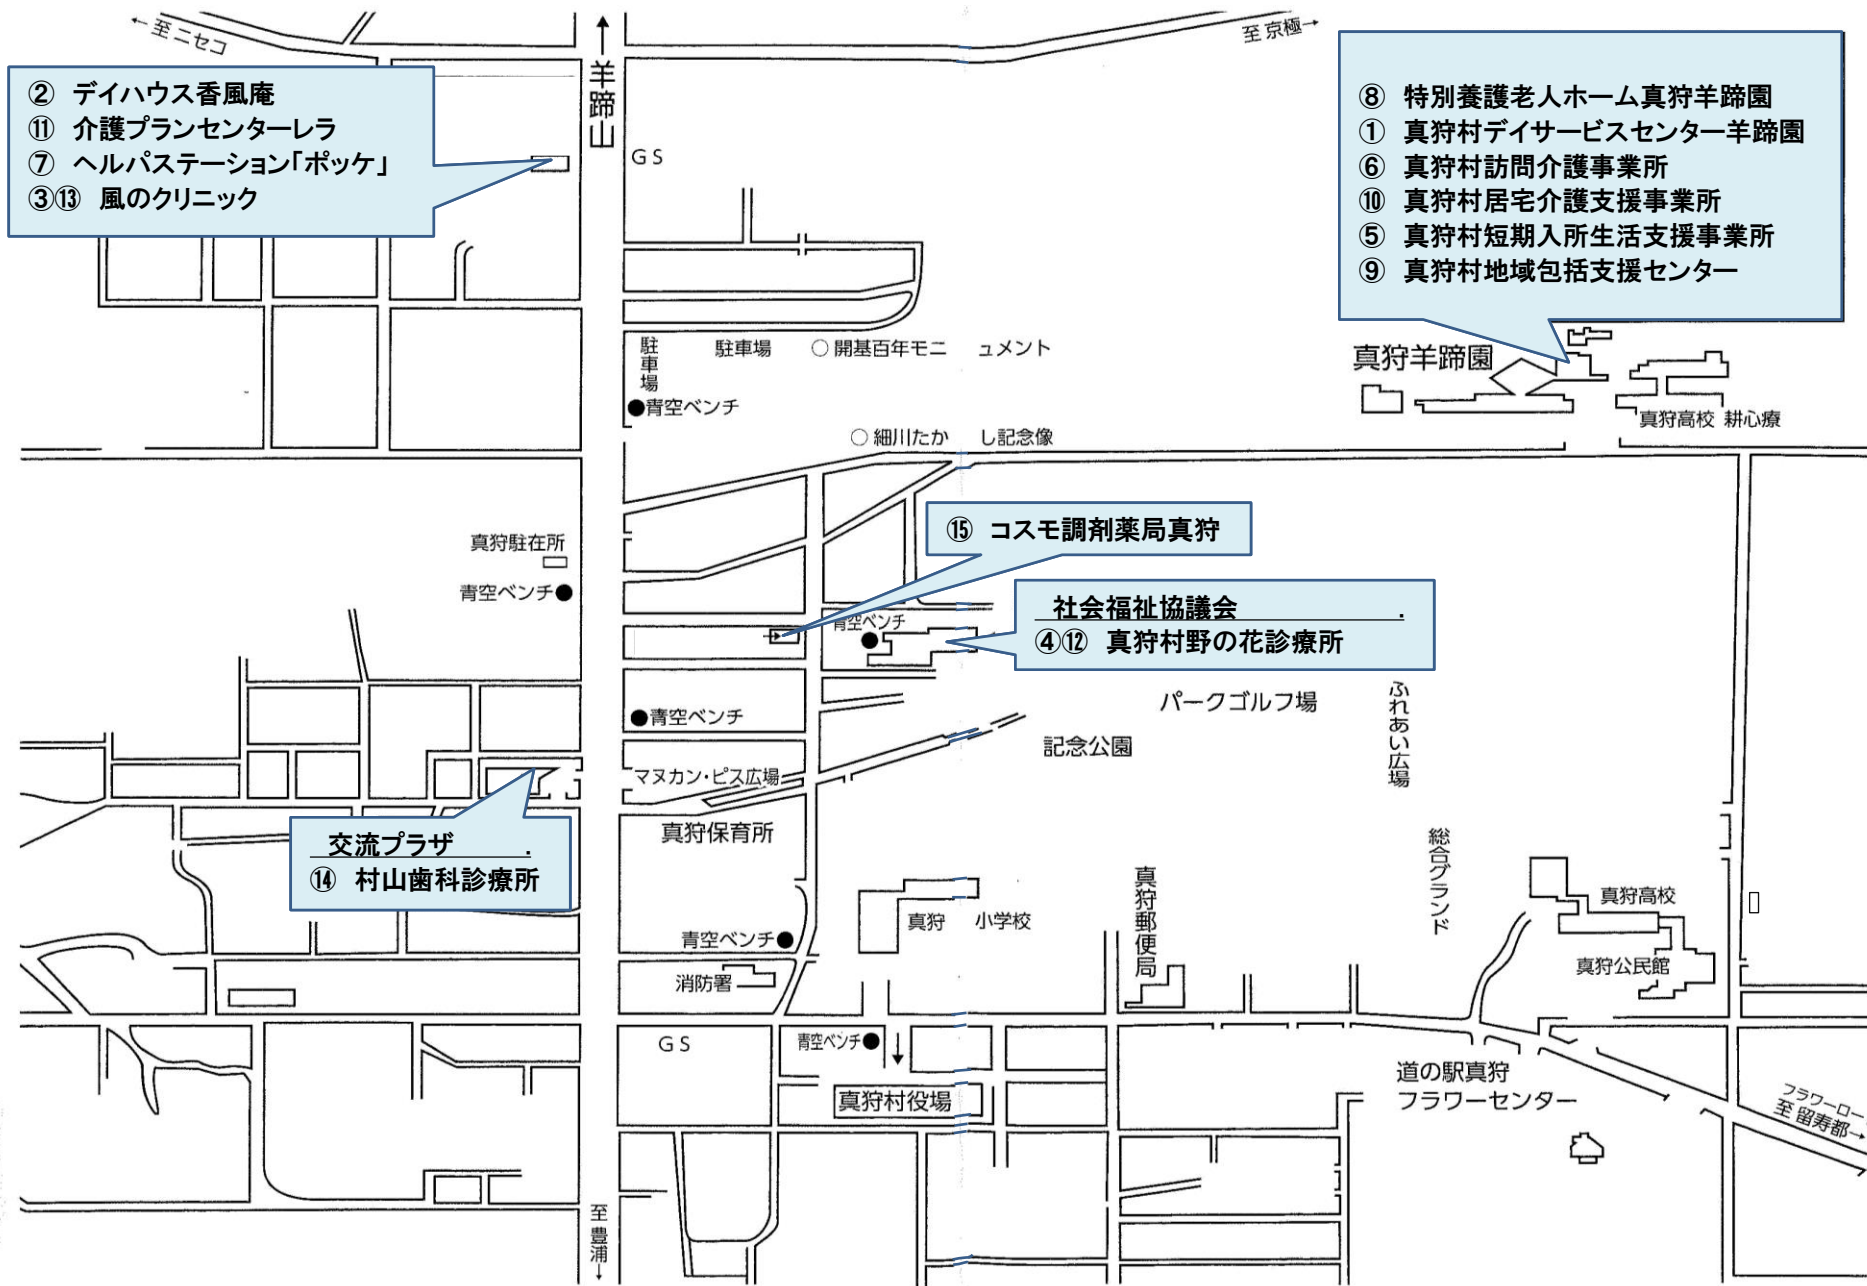 ←至ニセコ
↑羊蹄山
至京極→
② デイハウス香風庵
⑪ 介護プランセンターレラ
⑦ ヘルパステーション「ポッケ」
③⑬ 風のクリニック
GS
⑧ 特別養護老人ホーム真狩羊蹄園
① 真狩村デイサービスセンター羊蹄園
⑥ 真狩村訪問介護事業所
⑩ 真狩村居宅介護支援事業所
⑤ 真狩村短期入所生活支援事業所
⑨ 真狩村地域包括支援センター
駐車場
駐車場
○開基百年モニュメント
真狩羊蹄園
●青空ベンチ
真狩高校 耕心療
○細川たかし記念像
⑮ コスモ調剤薬局真狩
真狩駐在所
青空ベンチ●
青空ベンチ
社会福祉協議会 .
④⑫ 真狩村野の花診療所
●青空ベンチ
パークゴルフ場
ふれあい広場
記念公園
マヌカン・ピス広場
真狩保育所
交流プラザ .
⑭ 村山歯科診療所
総合グランド
真狩郵便局
真狩高校
真狩小学校
青空ベンチ●
真狩公民館
消防署
GS
青空ベンチ●
↓
真狩村役場
道の駅真狩
フラワーセンター
フラワーロー
至留寿都→
至豊浦↓